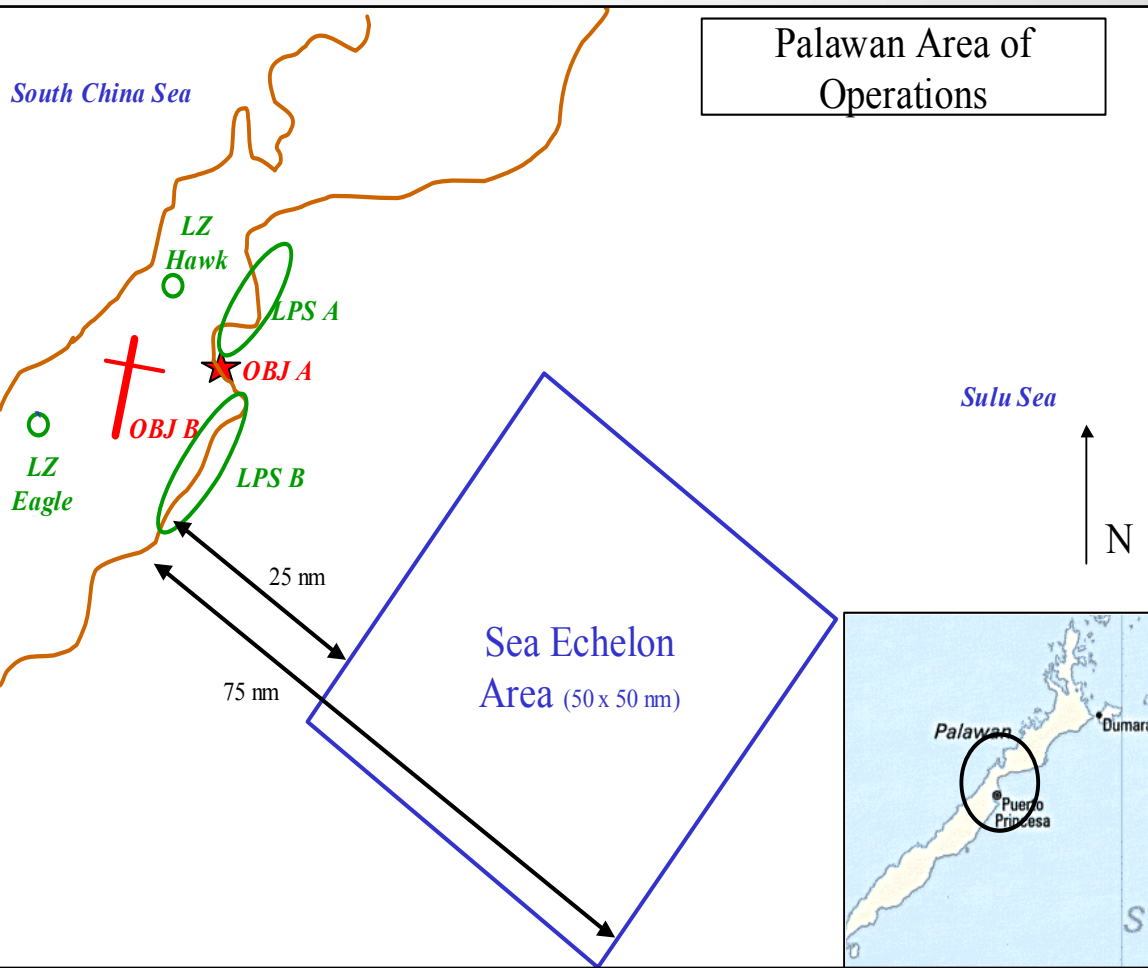 Palawan Area of
Operations
South China Sea
LZ
Hawk
LPS A
OBJ A
OBJ B
LZ
Eagle
LPS B
Sulu Sea
N
25 nm
75 nm
Sea Echelon
Area (50 x 50 nm)
Palawan
Dumara
Puerto
Princesa
S